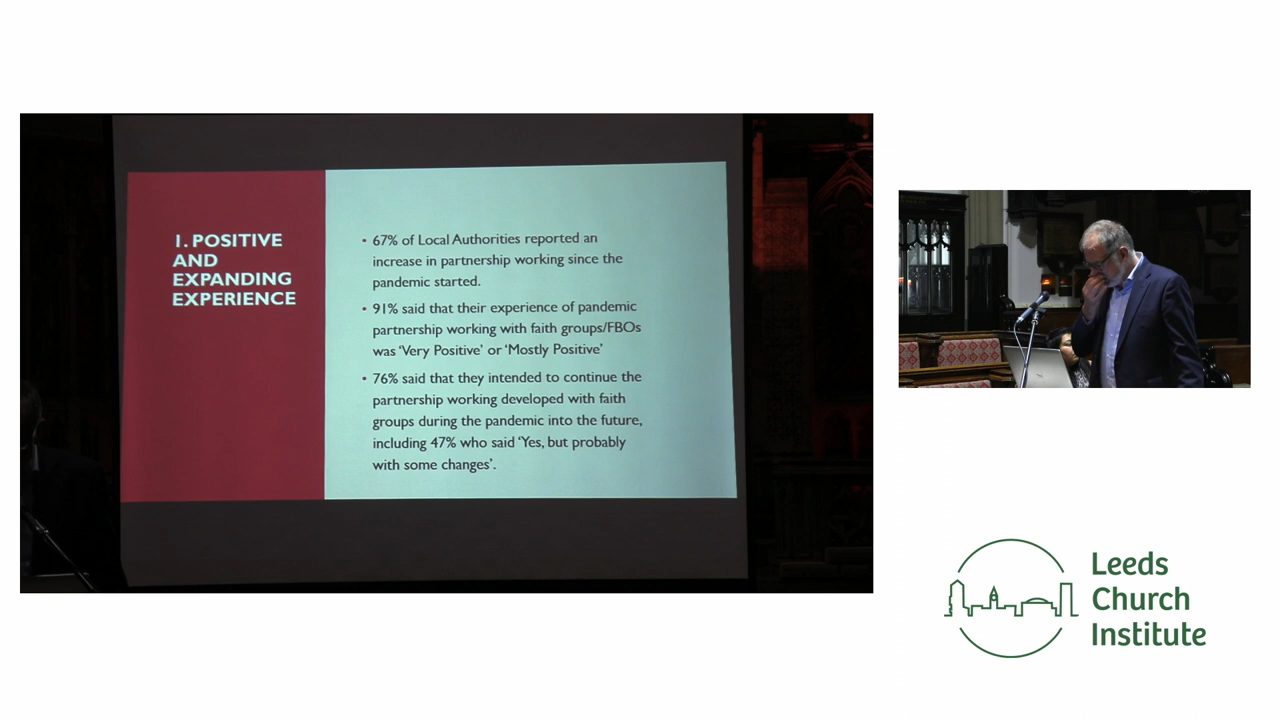 1. POSITIVE
AND
EXPANDING
EXPERIENCE
• 67% of Local Authorities reported an
increase in partnership working since the
pandemic started.
• 91% said that their experience of pandemic
partnership working with faith groups/FBOs
was ‘Very Positive’ or ‘Mostly Positive’
• 76% said that they intended to continue the
partnership working developed with faith
groups during the pandemic into the future,
including 47% who said ‘Yes, but probably
with some changes’.
Leeds
Church
Institute